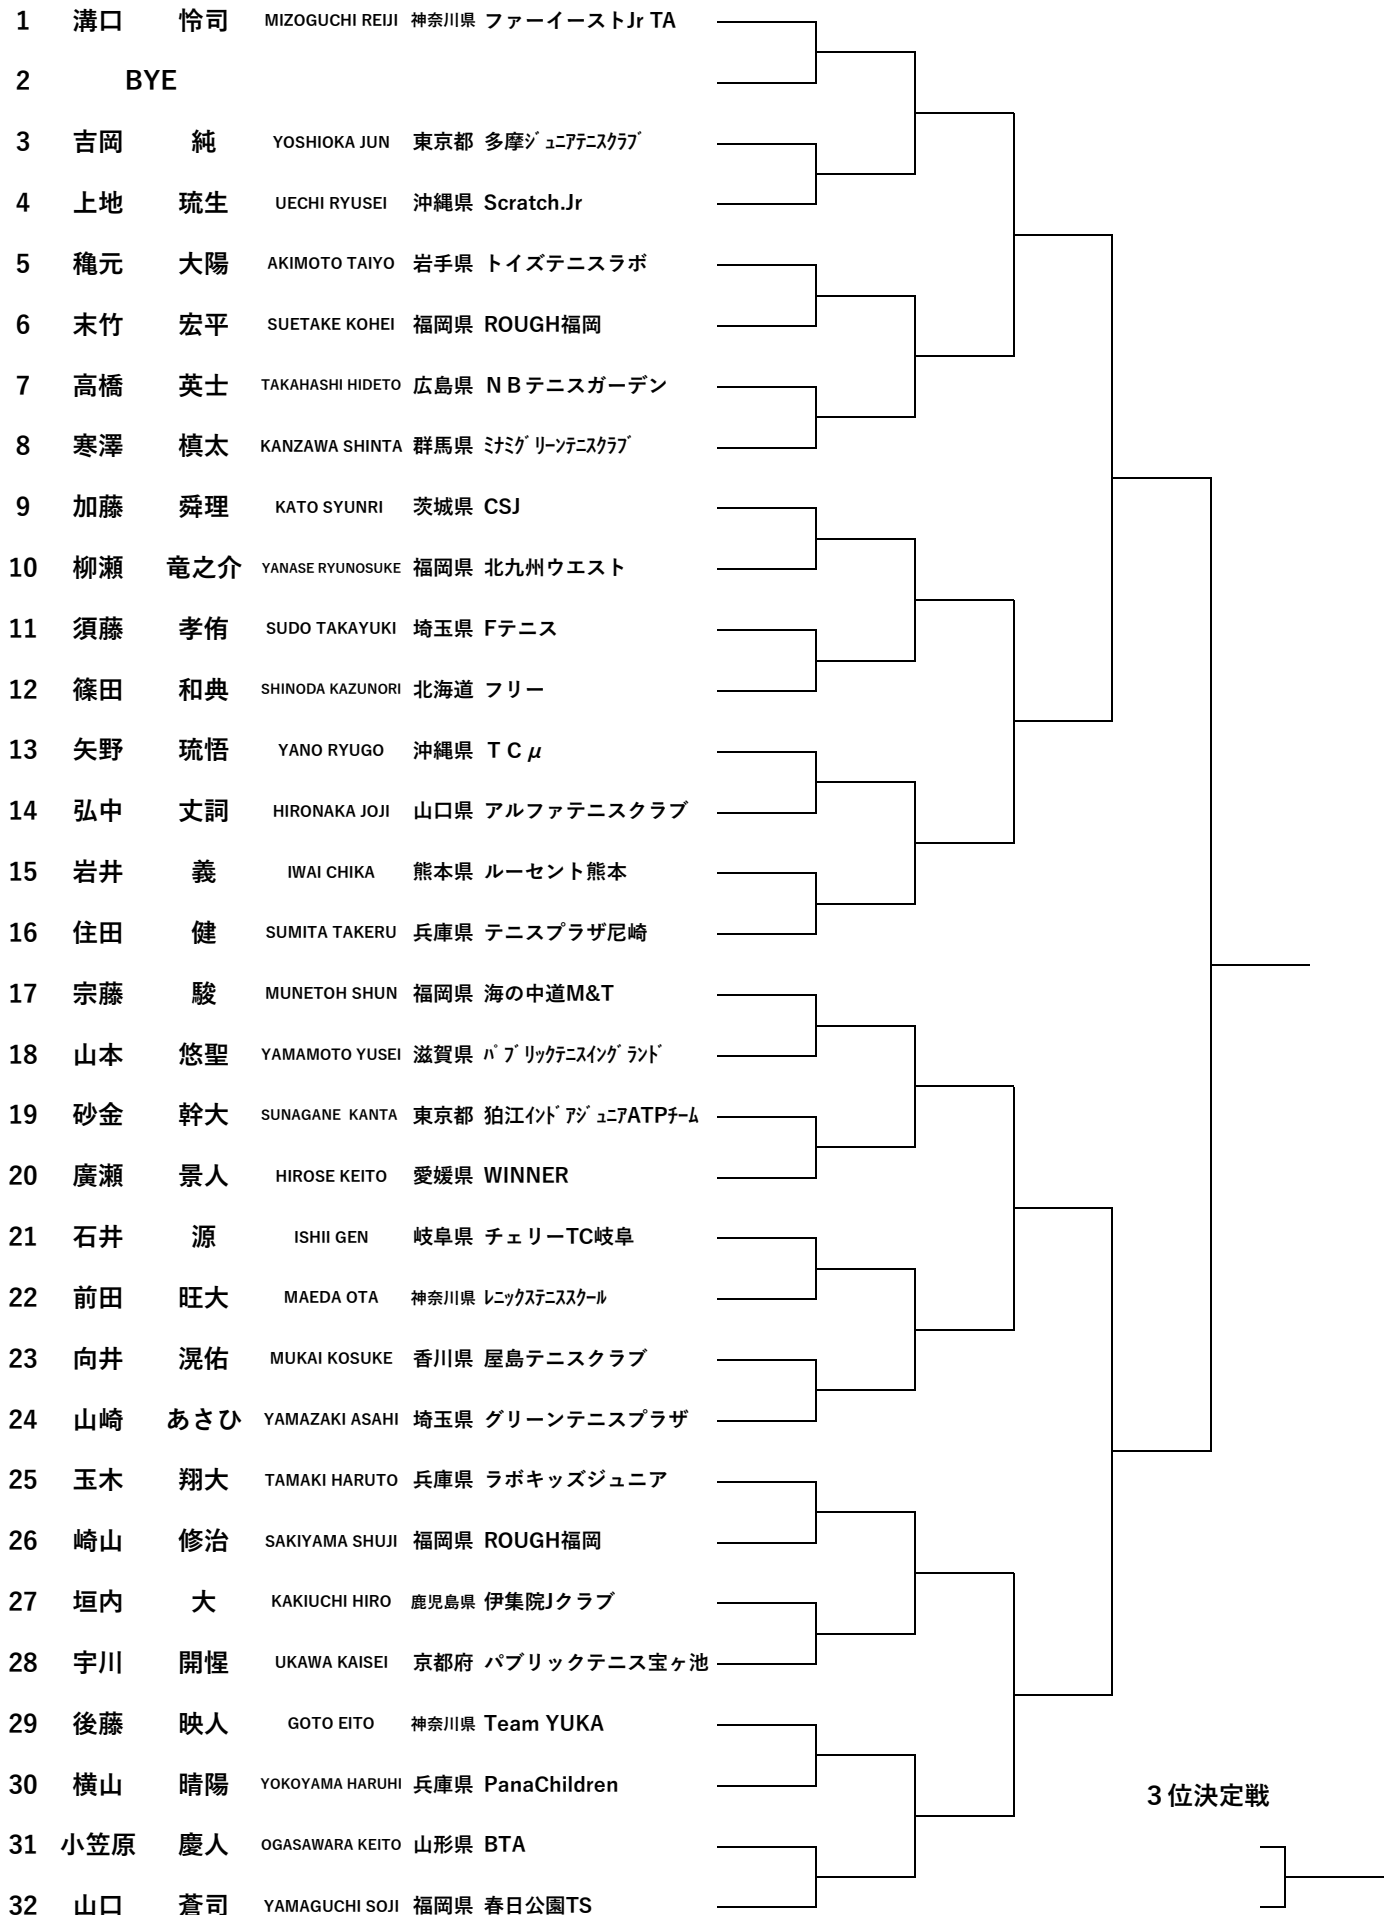 1 溝口 怜司 MIZOGUCHI REIJI 神奈川県 ファーイーストJr TA
2 BYE
3 吉岡 純 YOSHIOKA JUN 東京都 多摩ｼﾞｭﾆｱﾃﾆｽｸﾗﾌﾞ
4 上地 琉生 UECHI RYUSEI 沖縄県 Scratch.Jr
5 穐元 大陽 AKIMOTO TAIYO 岩手県 トイズテニスラボ
6 末竹 宏平 SUETAKE KOHEI 福岡県 ROUGH福岡
7 高橋 英士 TAKAHASHI HIDETO 広島県 ＮＢテニスガーデン
8 寒澤 槙太 KANZAWA SHINTA 群馬県 ﾐﾅﾐｸﾞﾘｰﾝﾃﾆｽｸﾗﾌﾞ
9 加藤 舜理 KATO SYUNRI 茨城県 CSJ
10 柳瀬 竜之介 YANASE RYUNOSUKE 福岡県 北九州ウエスト
11 須藤 孝侑 SUDO TAKAYUKI 埼玉県 Fテニス
12 篠田 和典 SHINODA KAZUNORI 北海道 フリー
13 矢野 琉悟 YANO RYUGO 沖縄県 ＴＣμ
14 弘中 丈詞 HIRONAKA JOJI 山口県 アルファテニスクラブ
15 岩井 義 IWAI CHIKA 熊本県 ルーセント熊本
16 住田 健 SUMITA TAKERU 兵庫県 テニスプラザ尼崎
17 宗藤 駿 MUNETOH SHUN 福岡県 海の中道M&T
18 山本 悠聖 YAMAMOTO YUSEI 滋賀県 ﾊﾟﾌﾞﾘｯｸﾃﾆｽｲﾝｸﾞﾗﾝﾄﾞ
19 砂金 幹大 SUNAGANE KANTA 東京都 狛江ｲﾝﾄﾞｱｼﾞｭﾆｱATPﾁｰﾑ
20 廣瀬 景人 HIROSE KEITO 愛媛県 WINNER
21 石井 源 ISHII GEN 岐阜県 チェリーTC岐阜
22 前田 旺大 MAEDA OTA 神奈川県 ﾚﾆｯｸｽﾃﾆｽｽｸｰﾙ
23 向井 滉佑 MUKAI KOSUKE 香川県 屋島テニスクラブ
24 山崎 あさひ YAMAZAKI ASAHI 埼玉県 グリーンテニスプラザ
25 玉木 翔大 TAMAKI HARUTO 兵庫県 ラボキッズジュニア
26 崎山 修治 SAKIYAMA SHUJI 福岡県 ROUGH福岡
27 垣内 大 KAKIUCHI HIRO 鹿児島県 伊集院Jクラブ
28 宇川 開惺 UKAWA KAISEI 京都府 パブリックテニス宝ヶ池
29 後藤 映人 GOTO EITO 神奈川県 Team YUKA
30 横山 晴陽 YOKOYAMA HARUHI 兵庫県 PanaChildren
３位決定戦
31 小笠原 慶人 OGASAWARA KEITO 山形県 BTA
32 山口 蒼司 YAMAGUCHI SOJI 福岡県 春日公園TS